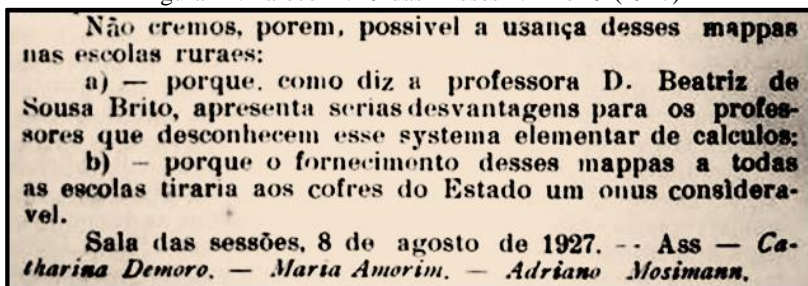 Não cremos, porem, possivel a usança desses mappas
nas escolas ruraes:
a) — porque. como diz a professora D. Beatriz de
Sousa Brito, apresenta serias desvantagens para os profes-
sores que desconhecem esse systema elementar de calculos;
b) — porque o fornecimento desses mappas a todas
as escolas tiraria aos cofres do Estado um onus considera-
vel.
Sala das sessões, 8 de agosto de 1927. -- Ass — Ca-
tharina Demoro. — Maria Amorim. — Adriano Mosimann.